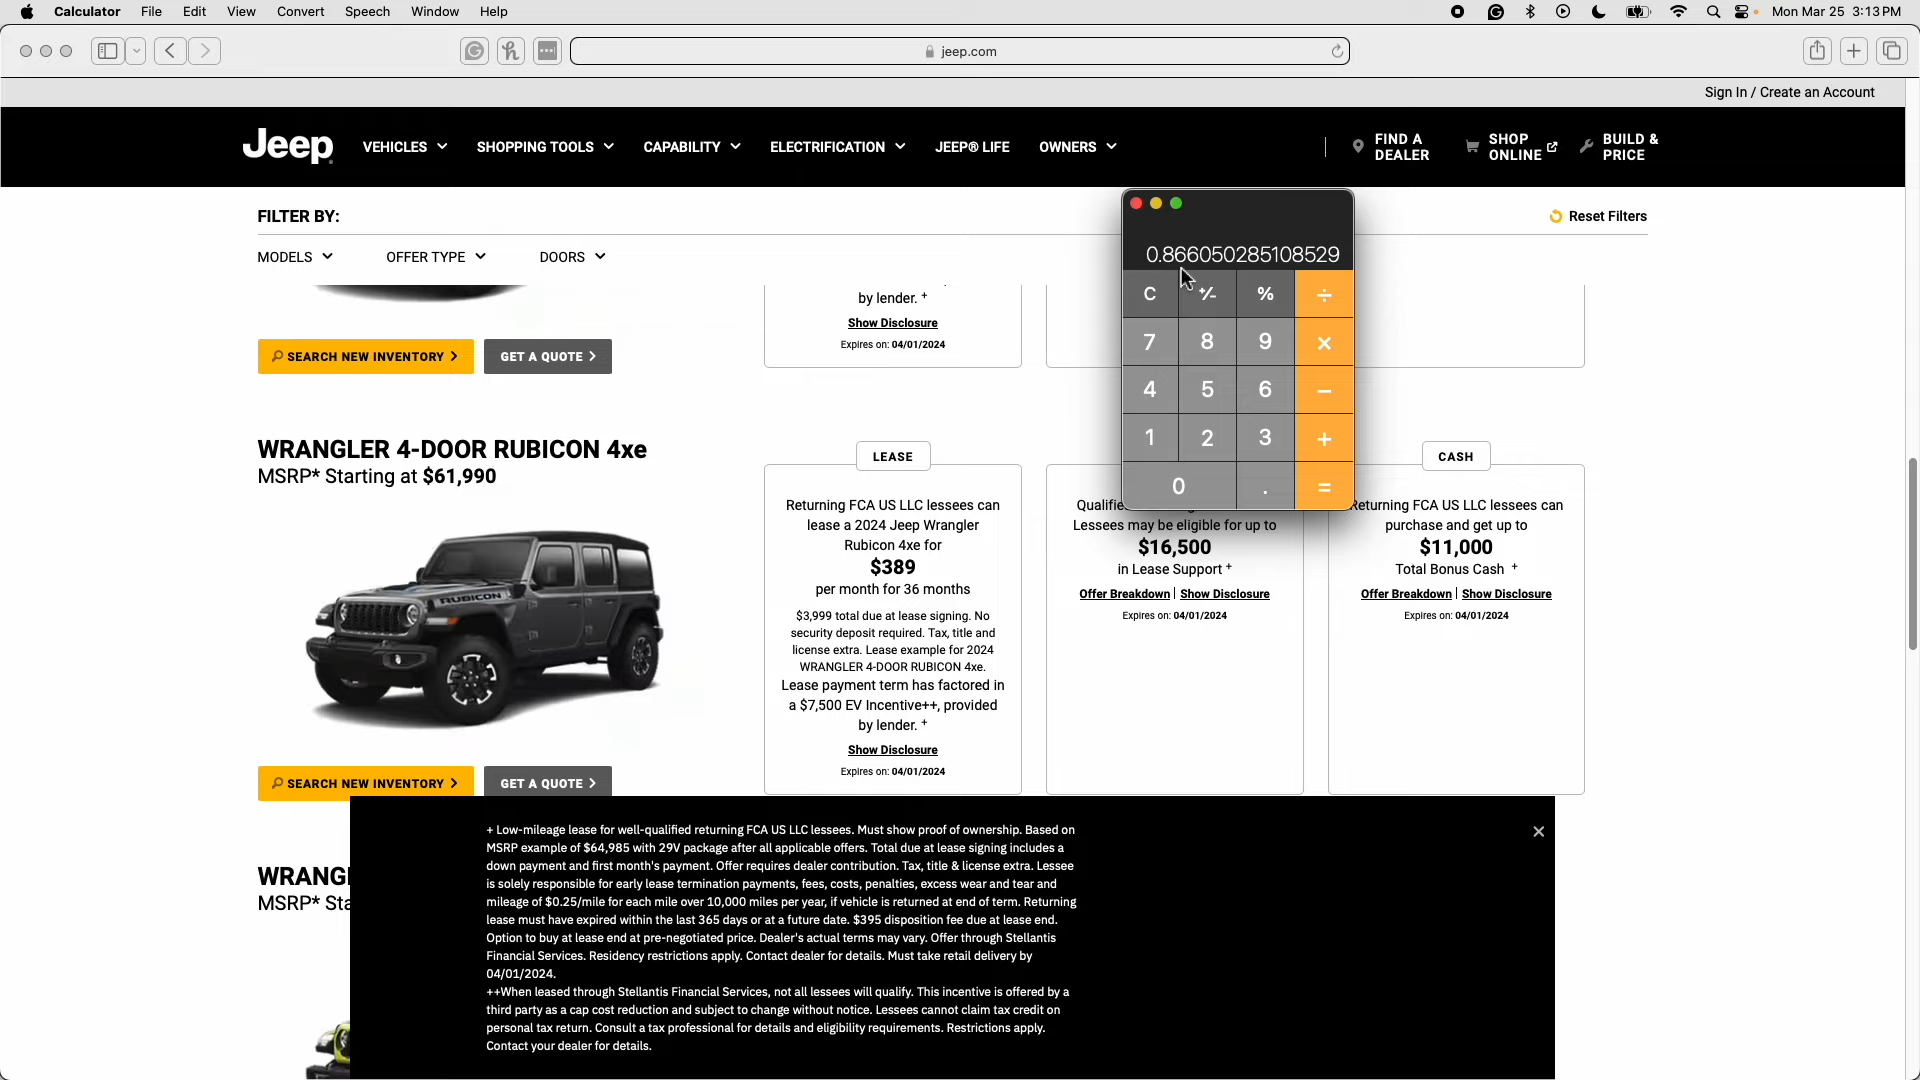 Calculator File Edit View Convert Speech Window Help Mon Mar 25 3:13 PM
jeep.com
Sign In / Create an Account
Jeep VEHICLES SHOPPING TOOLS CAPABILITY ELECTRIFICATION JEEP® LIFE OWNERS
FIND A DEALER
SHOP ONLINE
BUILD & PRICE
FILTER BY:
Reset Filters
MODELS OFFER TYPE DOORS
0.866050285108529
C +/- % ÷
7 8 9 ×
4 5 6 −
1 2 3 +
0 . =
by lender. +
Show Disclosure
Expires on: 04/01/2024
SEARCH NEW INVENTORY >
GET A QUOTE >
WRANGLER 4-DOOR RUBICON 4xe
MSRP* Starting at $61,990
RUBICON
SEARCH NEW INVENTORY >
GET A QUOTE >
LEASE
Returning FCA US LLC lessees can
lease a 2024 Jeep Wrangler
Rubicon 4xe for
$389
per month for 36 months
$3,999 total due at lease signing. No
security deposit required. Tax, title and
license extra. Lease example for 2024
WRANGLER 4-DOOR RUBICON 4xe.
Lease payment term has factored in
a $7,500 EV Incentive++, provided
by lender. +
Show Disclosure
Expires on: 04/01/2024
Lessees may be eligible for up to
$16,500
in Lease Support +
Offer Breakdown | Show Disclosure
Expires on: 04/01/2024
CASH
Returning FCA US LLC lessees can
purchase and get up to
$11,000
Total Bonus Cash +
Offer Breakdown | Show Disclosure
Expires on: 04/01/2024
+ Low-mileage lease for well-qualified returning FCA US LLC lessees. Must show proof of ownership. Based on
MSRP example of $64,985 with 29V package after all applicable offers. Total due at lease signing includes a
down payment and first month's payment. Offer requires dealer contribution. Tax, title & license extra. Lessee
is solely responsible for early lease termination payments, fees, costs, penalties, excess wear and tear and
mileage of $0.25/mile for each mile over 10,000 miles per year, if vehicle is returned at end of term. Returning
lease must have expired within the last 365 days or at a future date. $395 disposition fee due at lease end.
Option to buy at lease end at pre-negotiated price. Dealer's actual terms may vary. Offer through Stellantis
Financial Services. Residency restrictions apply. Contact dealer for details. Must take retail delivery by
04/01/2024.
++When leased through Stellantis Financial Services, not all lessees will qualify. This incentive is offered by a
third party as a cap cost reduction and subject to change without notice. Lessees cannot claim tax credit on
personal tax return. Consult a tax professional for details and eligibility requirements. Restrictions apply.
Contact your dealer for details.
MSRP*